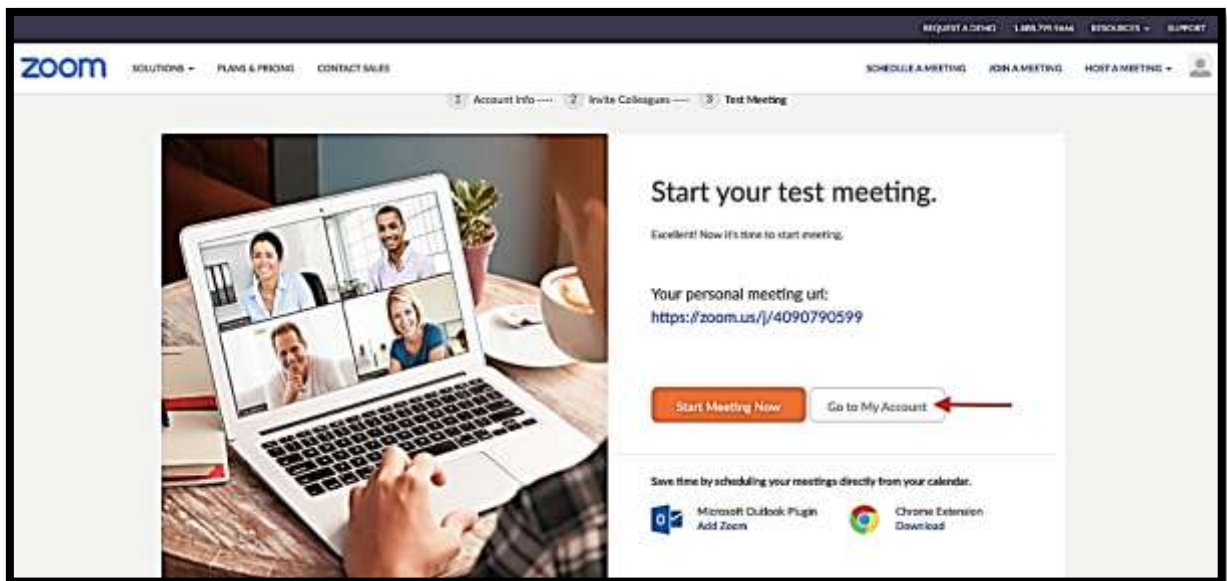 REQUEST A DEMO 1.888.799.9666 RESOURCES SUPPORT
zoom SOLUTIONS PLANS & PRICING CONTACT SALES SCHEDULE A MEETING JOIN A MEETING HOST A MEETING
1 Account Info ---- 2 Invite Colleagues ---- 3 Test Meeting
Start your test meeting.
Excellent! Now it's time to start meeting.
Your personal meeting url:
https://zoom.us/j/4090790599
Start Meeting Now Go to My Account
Save time by scheduling your meetings directly from your calendar.
Microsoft Outlook Plugin Chrome Extension
Add Zoom Download